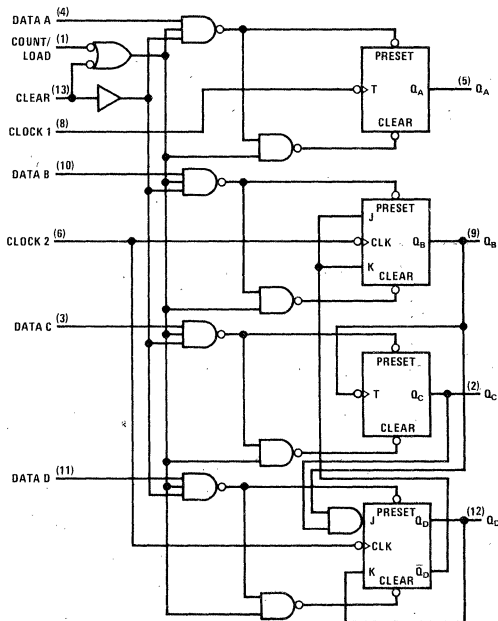 DATA A (4)
COUNT/ (1)
LOAD
PRESET
CLEAR (13)
T
Q_A
(5)
Q_A
CLOCK 1 (8)
CLEAR
DATA B (10)
PRESET
J
CLOCK 2 (6)
CLK
Q_B
(9)
Q_B
K
CLEAR
DATA C (3)
PRESET
T
Q_C
(2)
Q_C
CLEAR
DATA D (11)
PRESET
J
Q_D
(12)
Q_D
CLK
K
Q̅_D
CLEAR